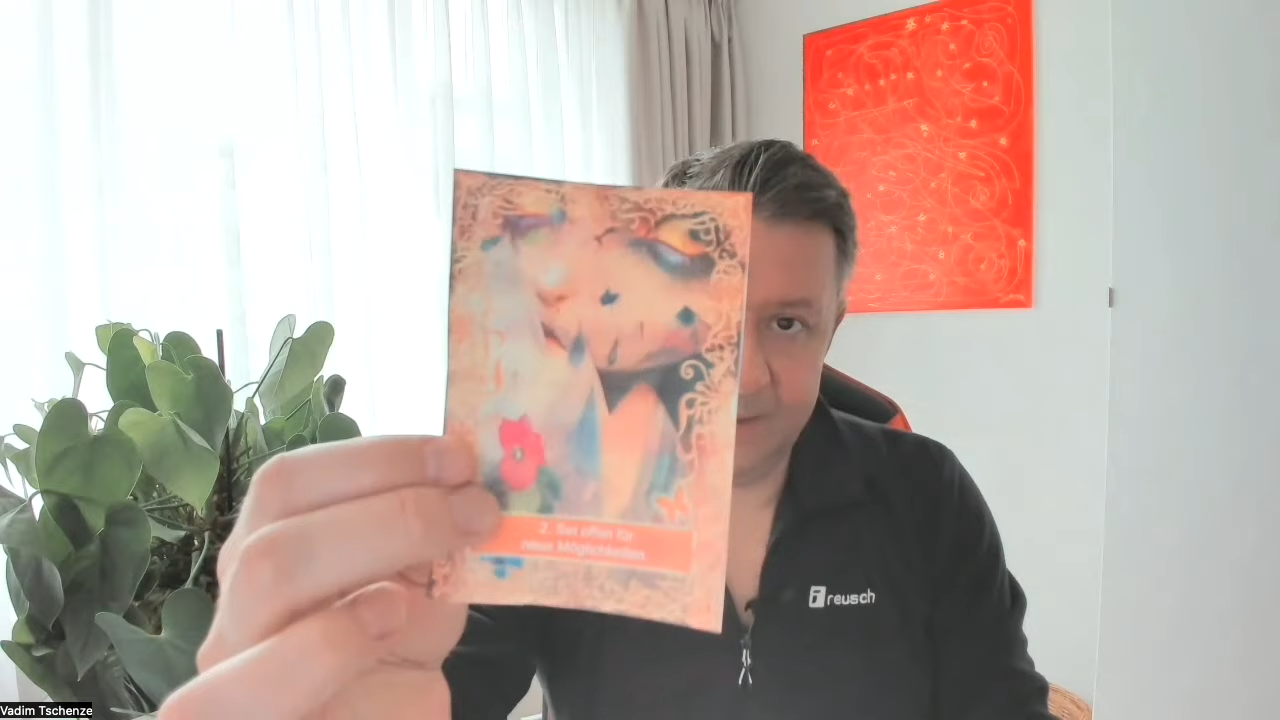 2. Sei offen für
neue Möglichkeiten
reusch
Vadim Tschenze